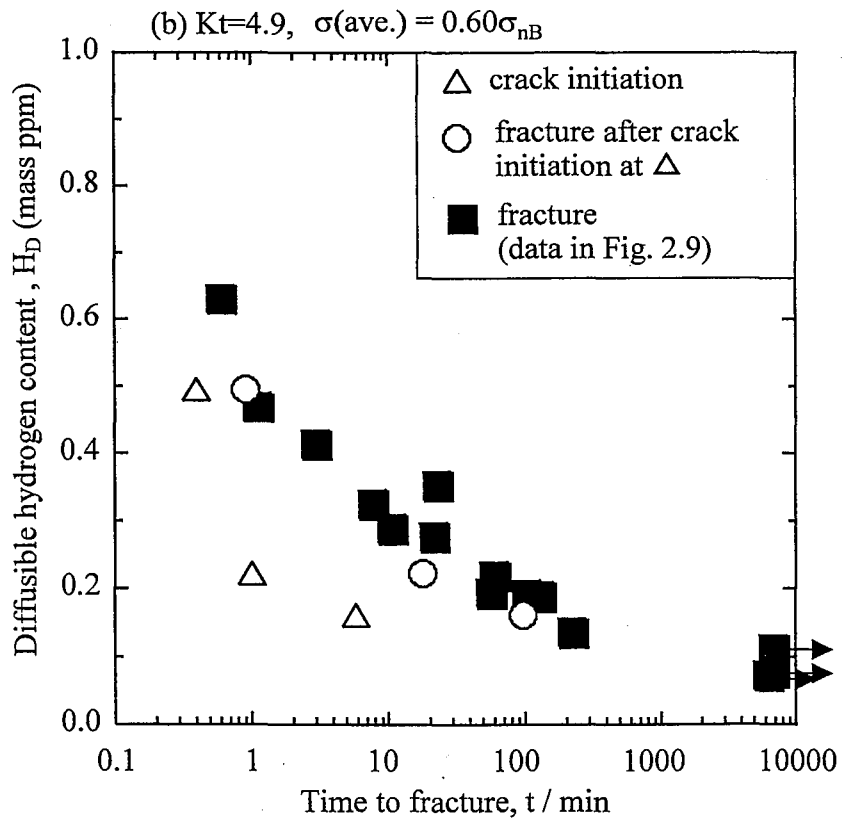 (b) Kt=4.9, σ(ave.) = 0.60σnB
1.0
△ crack initiation
○ fracture after crack
initiation at △
■ fracture
(data in Fig. 2.9)
0.8
0.6
0.4
0.2
0.0
Diffusible hydrogen content , HD (mass ppm)
0.1 1 10 100 1000 10000
Time to fracture, t / min